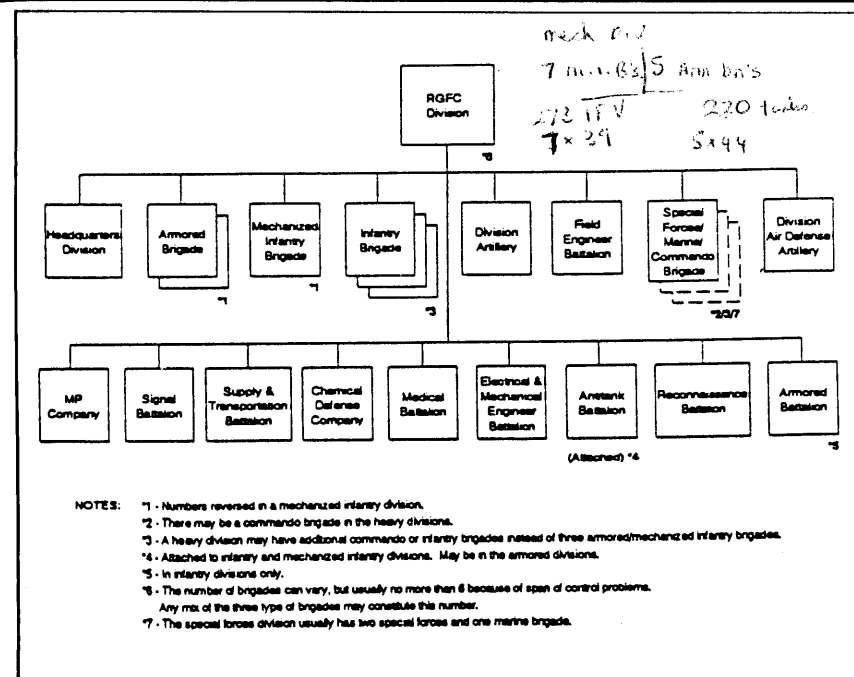 mech Div
7 m.i. B's 5 Arm bn's
273 IFV 220 tanks
7 x 39 5 x 44
RGFC
Division
*6
Headquarters
Division
Armored
Brigade
*1
Mechanized
Infantry
Brigade
*1
Infantry
Brigade
*3
Division
Artillery
Field
Engineer
Battalion
Special
Forces/
Marine/
Commando
Brigade
*2/3/7
Division
Air Defense
Artillery
MP
Company
Signal
Battalion
Supply &
Transportation
Battalion
Chemical
Defense
Company
Medical
Battalion
Electrical &
Mechanical
Engineer
Battalion
Antitank
Battalion
(Attached) *4
Reconnaissance
Battalion
Armored
Battalion
*5
NOTES: *1 - Numbers reversed in a mechanized infantry division.
*2 - There may be a commando brigade in the heavy divisions.
*3 - A heavy division may have additional commando or infantry brigades instead of three armored/mechanized infantry brigades.
*4 - Attached to infantry and mechanized infantry divisions. May be in the armored divisions.
*5 - In infantry divisions only.
*6 - The number of brigades can vary, but usually no more than 6 because of span of control problems.
Any mix of the three type of brigades may constitute this number.
*7 - The special forces division usually has two special forces and one marine brigade.